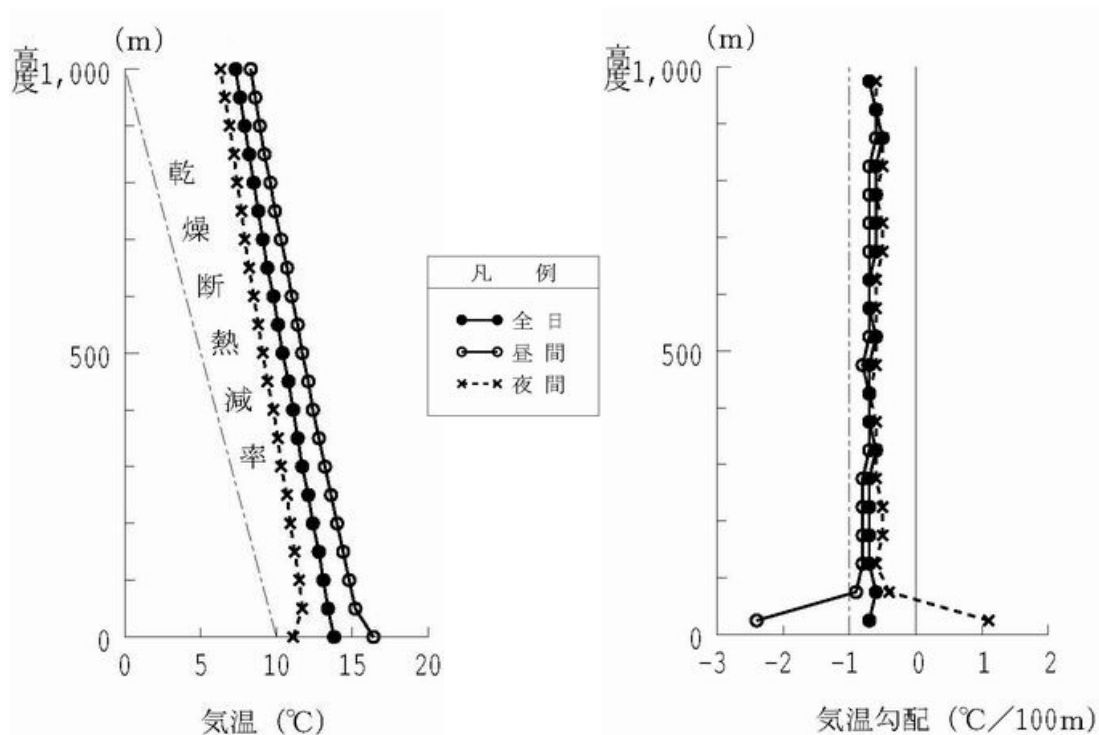 (m)
高度
1,000
500
0
乾燥断熱減率
0 5 10 15 20
気温 (℃)
凡 例
全 日
昼 間
夜 間
(m)
高度
1,000
500
0
-3 -2 -1 0 1 2
気温勾配 (℃/100m)